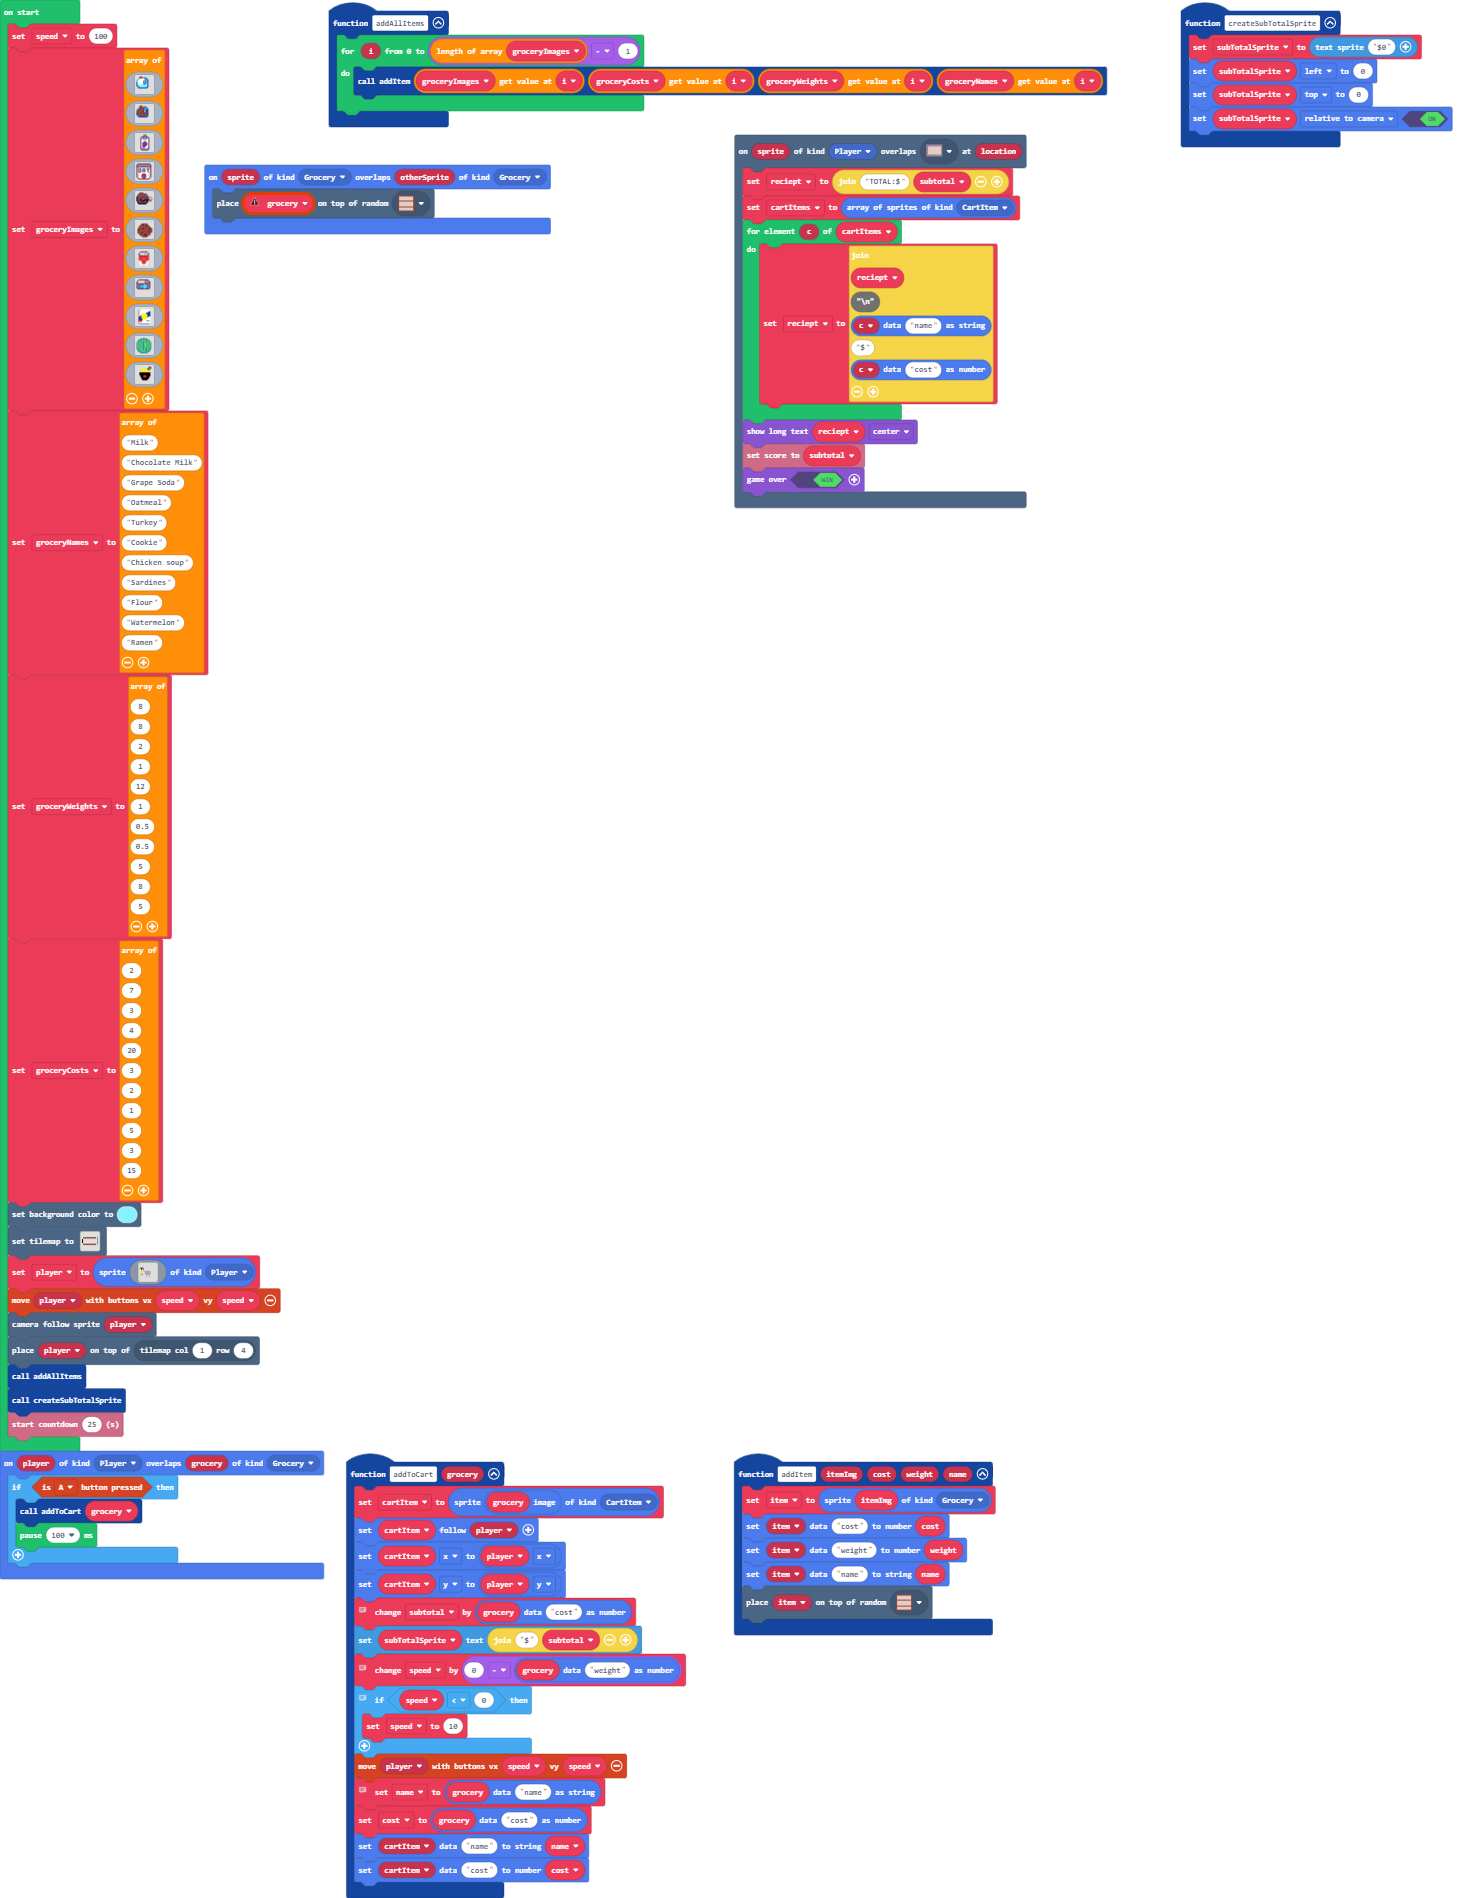 on start
set speed to 100
set groceryImages to
array of
set groceryNames to
array of
"Milk"
"Chocolate Milk"
"Grape Soda"
"Oatmeal"
"Turkey"
"Cookie"
"Chicken soup"
"Sardines"
"Flour"
"Watermelon"
"Ramen"
set groceryWeights to
array of
8
8
2
1
12
1
0.5
0.5
5
8
5
set groceryCosts to
array of
2
7
3
4
20
3
2
1
5
3
15
set background color to
set tilemap to
set player to sprite of kind Player
move player with buttons vx speed vy speed
camera follow sprite player
place player on top of tilemap col 1 row 4
call addAllItems
call createSubTotalSprite
start countdown 25 (s)
on player of kind Player overlaps grocery of kind Grocery
if is A button pressed then
call addToCart grocery
pause 100 ms
function addAllItems
for i from 0 to length of array groceryImages - 1
do call addItem groceryImages get value at i groceryCosts get value at i groceryWeights get value at i groceryNames get value at i
on sprite of kind Grocery overlaps otherSprite of kind Grocery
place grocery on top of random
on sprite of kind Player overlaps at location
set reciept to join "TOTAL:$" subtotal
set cartItems to array of sprites of kind CartItem
for element c of cartItems
do
set reciept to
join
reciept
"\n"
c data "name" as string
"$"
c data "cost" as number
show long text reciept center
set score to subtotal
game over WIN
function createSubTotalSprite
set subTotalSprite to text sprite "$0"
set subTotalSprite left to 0
set subTotalSprite top to 0
set subTotalSprite relative to camera ON
function addToCart grocery
set cartItem to sprite grocery image of kind CartItem
set cartItem follow player
set cartItem x to player x
set cartItem y to player y
change subtotal by grocery data "cost" as number
set subTotalSprite text join "$" subtotal
change speed by 0 - grocery data "weight" as number
if speed < 0 then
set speed to 10
move player with buttons vx speed vy speed
set name to grocery data "name" as string
set cost to grocery data "cost" as number
set cartItem data "name" to string name
set cartItem data "cost" to number cost
function addItem itemImg cost weight name
set item to sprite itemImg of kind Grocery
set item data "cost" to number cost
set item data "weight" to number weight
set item data "name" to string name
place item on top of random